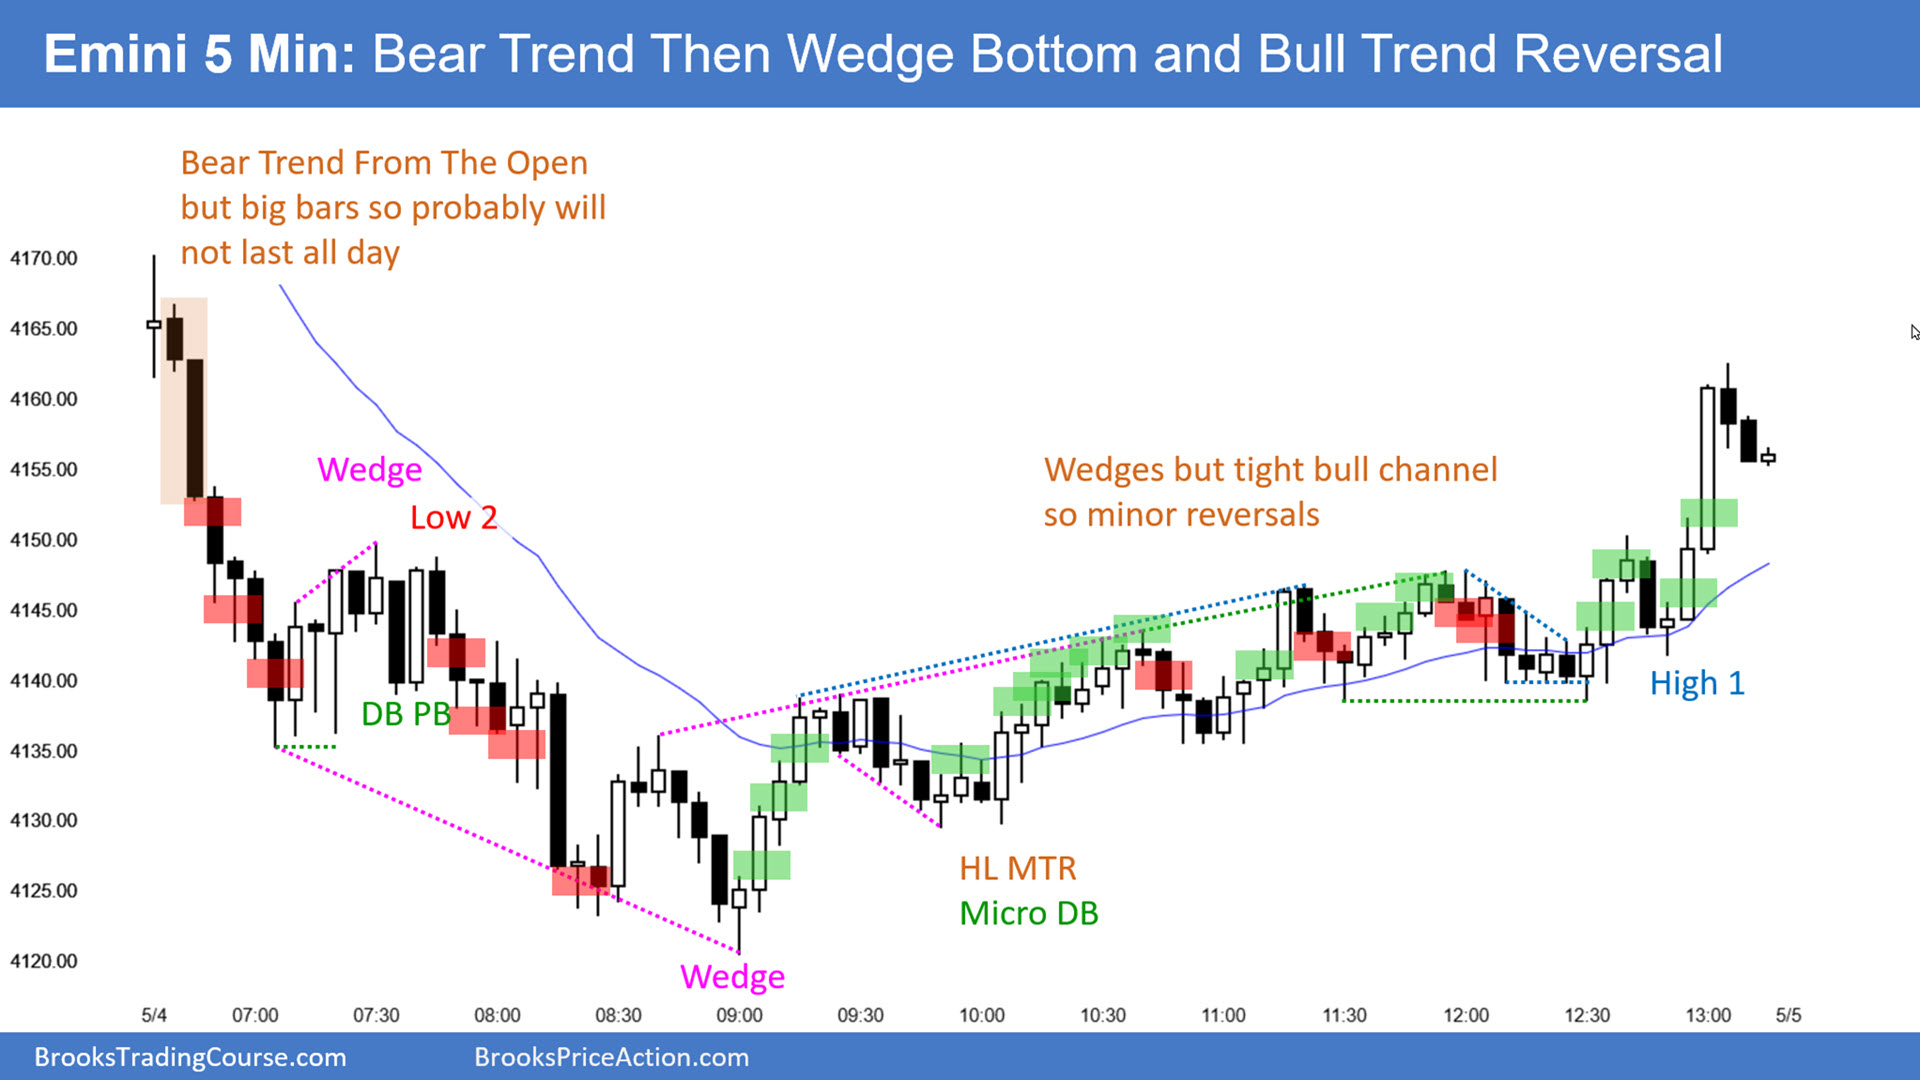 Emini 5 Min: Bear Trend Then Wedge Bottom and Bull Trend Reversal
Bear Trend From The Open
but big bars so probably will
not last all day
4170.00
4165.00
4160.00
4155.00
4150.00
4145.00
4140.00
4135.00
4130.00
4125.00
4120.00
Wedge
Low 2
DB PB
Wedge
HL MTR
Micro DB
Wedges but tight bull channel
so minor reversals
High 1
5/4 07:00 07:30 08:00 08:30 09:00 09:30 10:00 10:30 11:00 11:30 12:00 12:30 13:00 5/5
BrooksTradingCourse.com BrooksPriceAction.com